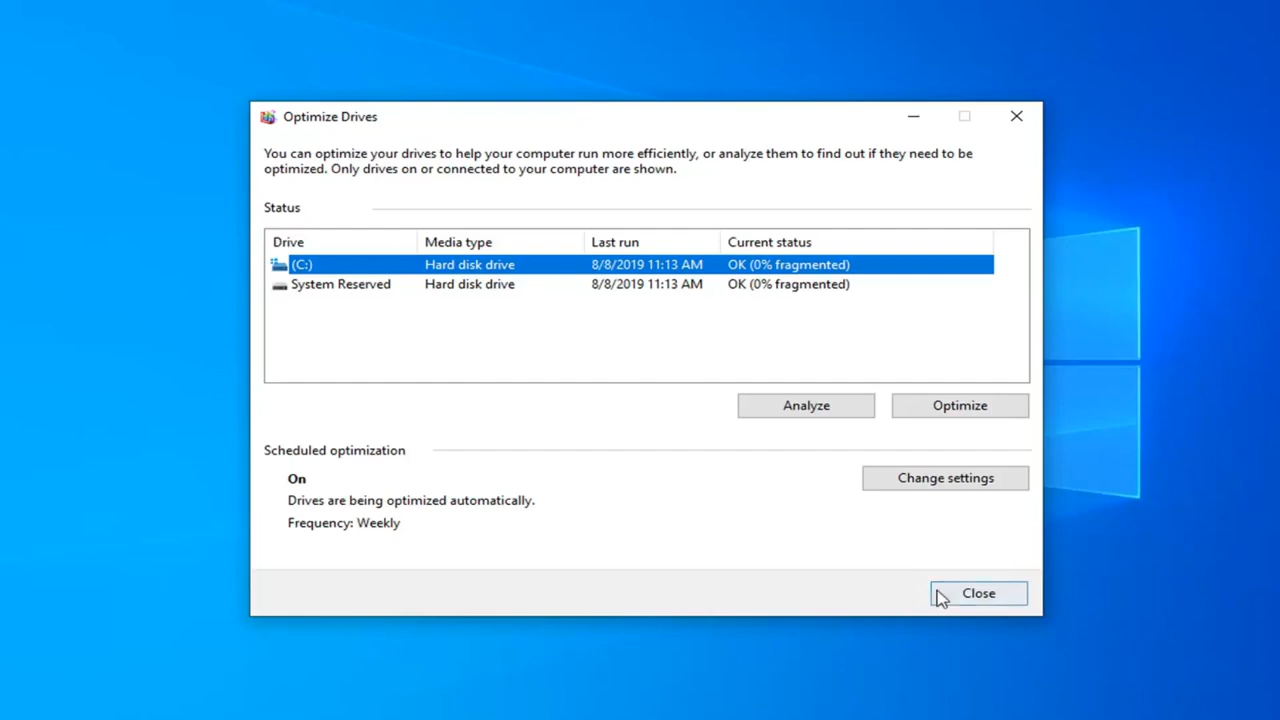 Optimize Drives
You can optimize your drives to help your computer run more efficiently, or analyze them to find out if they need to be
optimized. Only drives on or connected to your computer are shown.
Status
Drive Media type Last run Current status
(C:) Hard disk drive 8/8/2019 11:13 AM OK (0% fragmented)
System Reserved Hard disk drive 8/8/2019 11:13 AM OK (0% fragmented)
Analyze Optimize
Scheduled optimization
On
Change settings
Drives are being optimized automatically.
Frequency: Weekly
Close